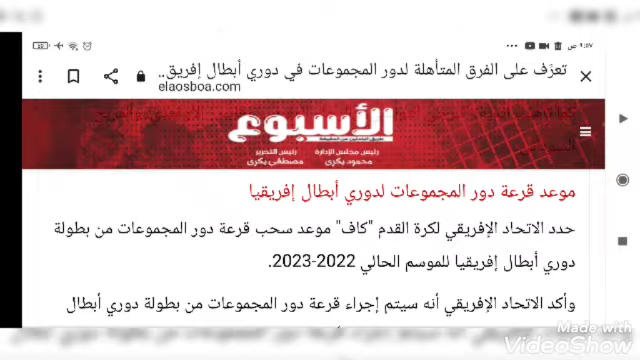 ١:٥٧ ص
تعرّف على الفرق المتأهلة لدور المجموعات في دوري أبطال إفريق..
elaosboa.com
الأسبوع
رئيس مجلس الإدارة
محمود بكري
رئيس التحرير
مصطفى بكري
موعد قرعة دور المجموعات لدوري أبطال إفريقيا
حدد الاتحاد الإفريقي لكرة القدم "كاف" موعد سحب قرعة دور المجموعات من بطولة
دوري أبطال إفريقيا للموسم الحالي 2022-2023.
وأكد الاتحاد الإفريقي أنه سيتم إجراء قرعة دور المجموعات من بطولة دوري أبطال
Made with
VideoShow